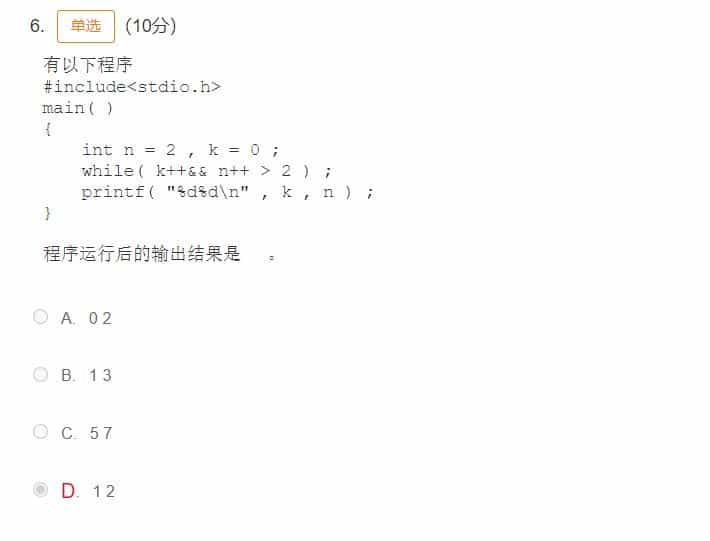 6. 单选 (10分)
有以下程序
#include<stdio.h>
main( )
{
int n = 2 , k = 0 ;
while( k++&& n++ > 2 ) ;
printf( "%d%d\n" , k , n ) ;
}
程序运行后的输出结果是 。
A. 0 2
B. 1 3
C. 5 7
D. 1 2